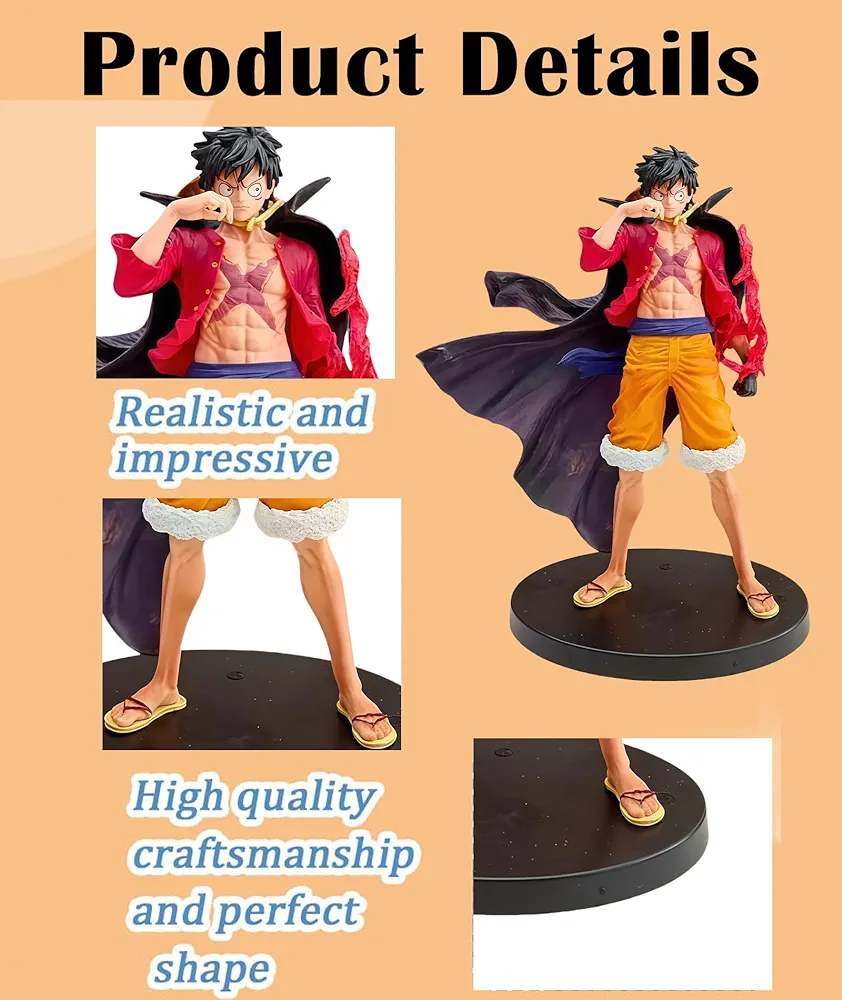 Product Details
Realistic and
impressive
High quality
craftsmanship
and perfect
shape